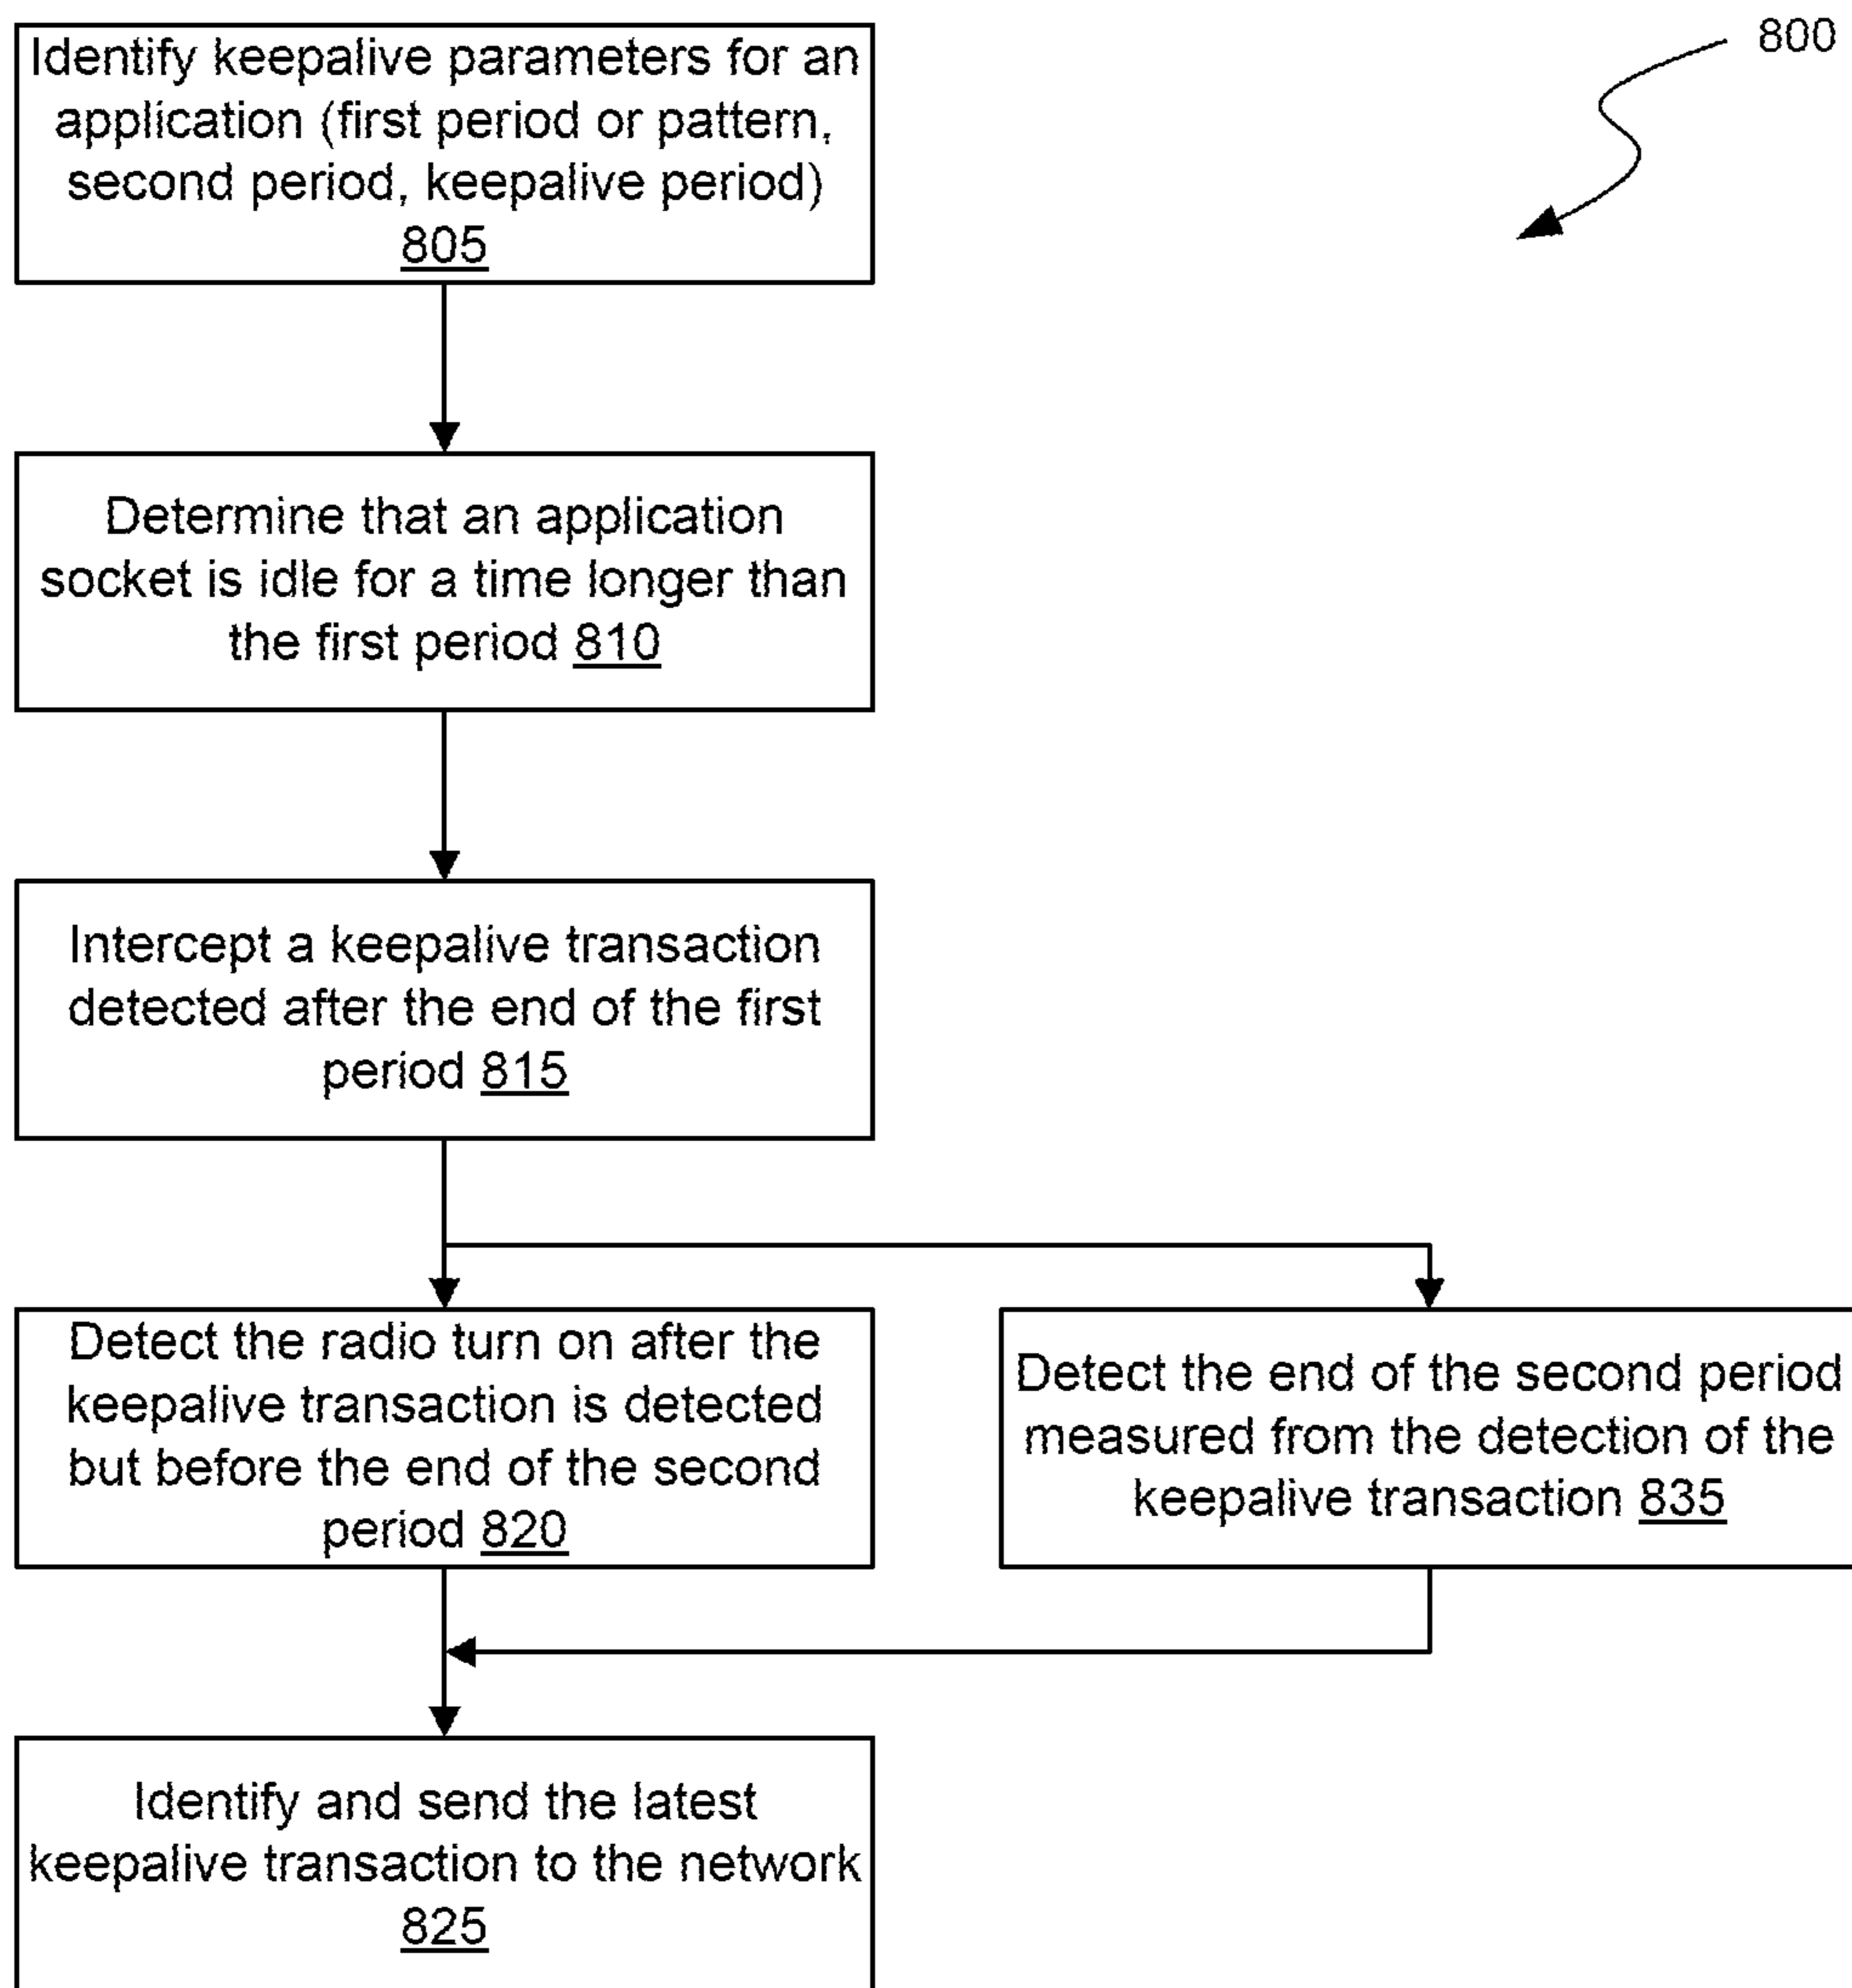 800
Identify keepalive parameters for an
application (first period or pattern,
second period, keepalive period)
805
Determine that an application
socket is idle for a time longer than
the first period 810
Intercept a keepalive transaction
detected after the end of the first
period 815
Detect the radio turn on after the
keepalive transaction is detected
but before the end of the second
period 820
Detect the end of the second period
measured from the detection of the
keepalive transaction 835
Identify and send the latest
keepalive transaction to the network
825